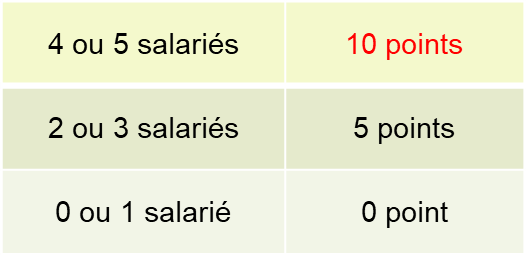 4 ou 5 salariés 10 points
2 ou 3 salariés 5 points
0 ou 1 salarié 0 point